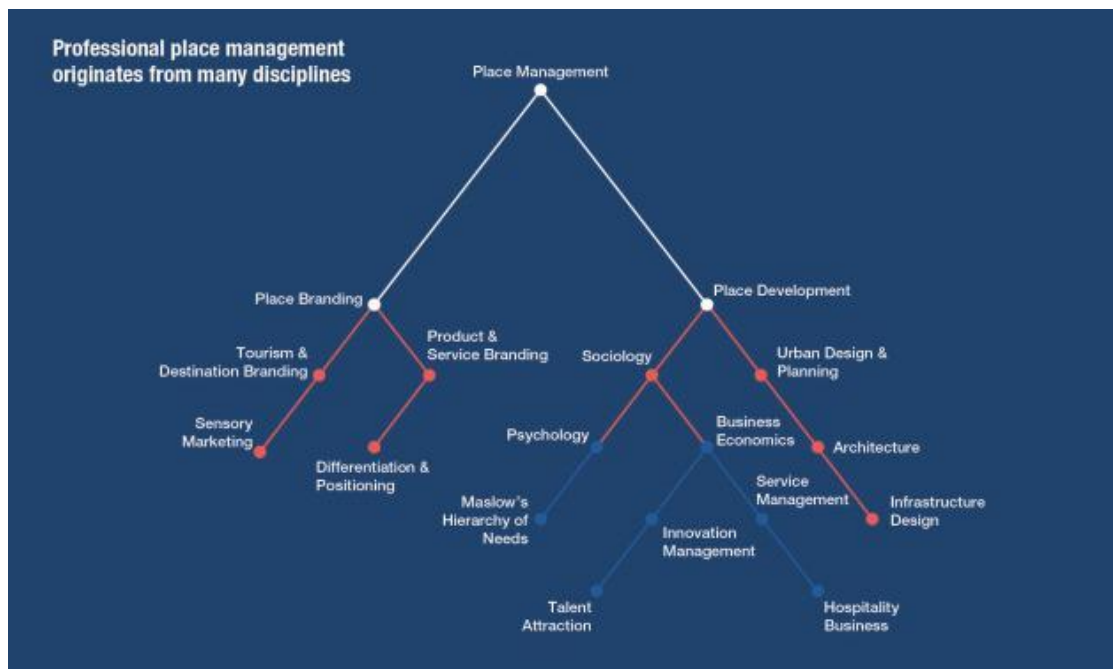 Professional place management
originates from many disciplines
Place Management
Place Branding
Place Development
Tourism &
Destination Branding
Product &
Service Branding
Sociology
Urban Design &
Planning
Sensory
Marketing
Differentiation &
Positioning
Psychology
Business
Economics
Architecture
Maslow's
Hierarchy of
Needs
Innovation
Management
Service
Management
Infrastructure
Design
Talent
Attraction
Hospitality
Business